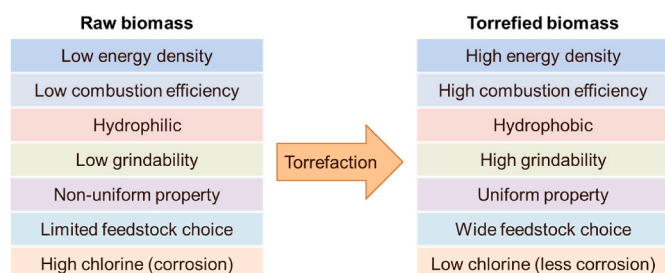 Raw biomass
Low energy density
Low combustion efficiency
Hydrophilic
Low grindability
Non-uniform property
Limited feedstock choice
High chlorine (corrosion)
Torrefaction
Torrefied biomass
High energy density
High combustion efficiency
Hydrophobic
High grindability
Uniform property
Wide feedstock choice
Low chlorine (less corrosion)